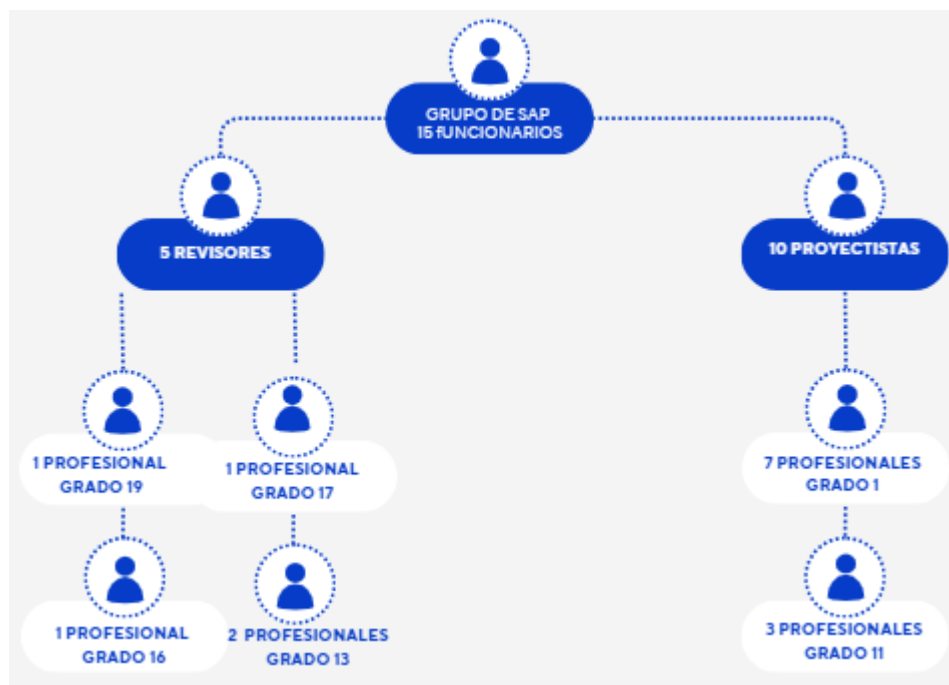 GRUPO DE SAP
15 fUNCIONARIOS
5 REVISORES
10 PROYECTISTAS
1 PROFESIONAL
GRADO 19
1 PROFESIONAL
GRADO 17
7 PROFESIONALES
GRADO 1
1 PROFESIONAL
GRADO 16
2 PROFESIONALES
GRADO 13
3 PROFESIONALES
GRADO 11